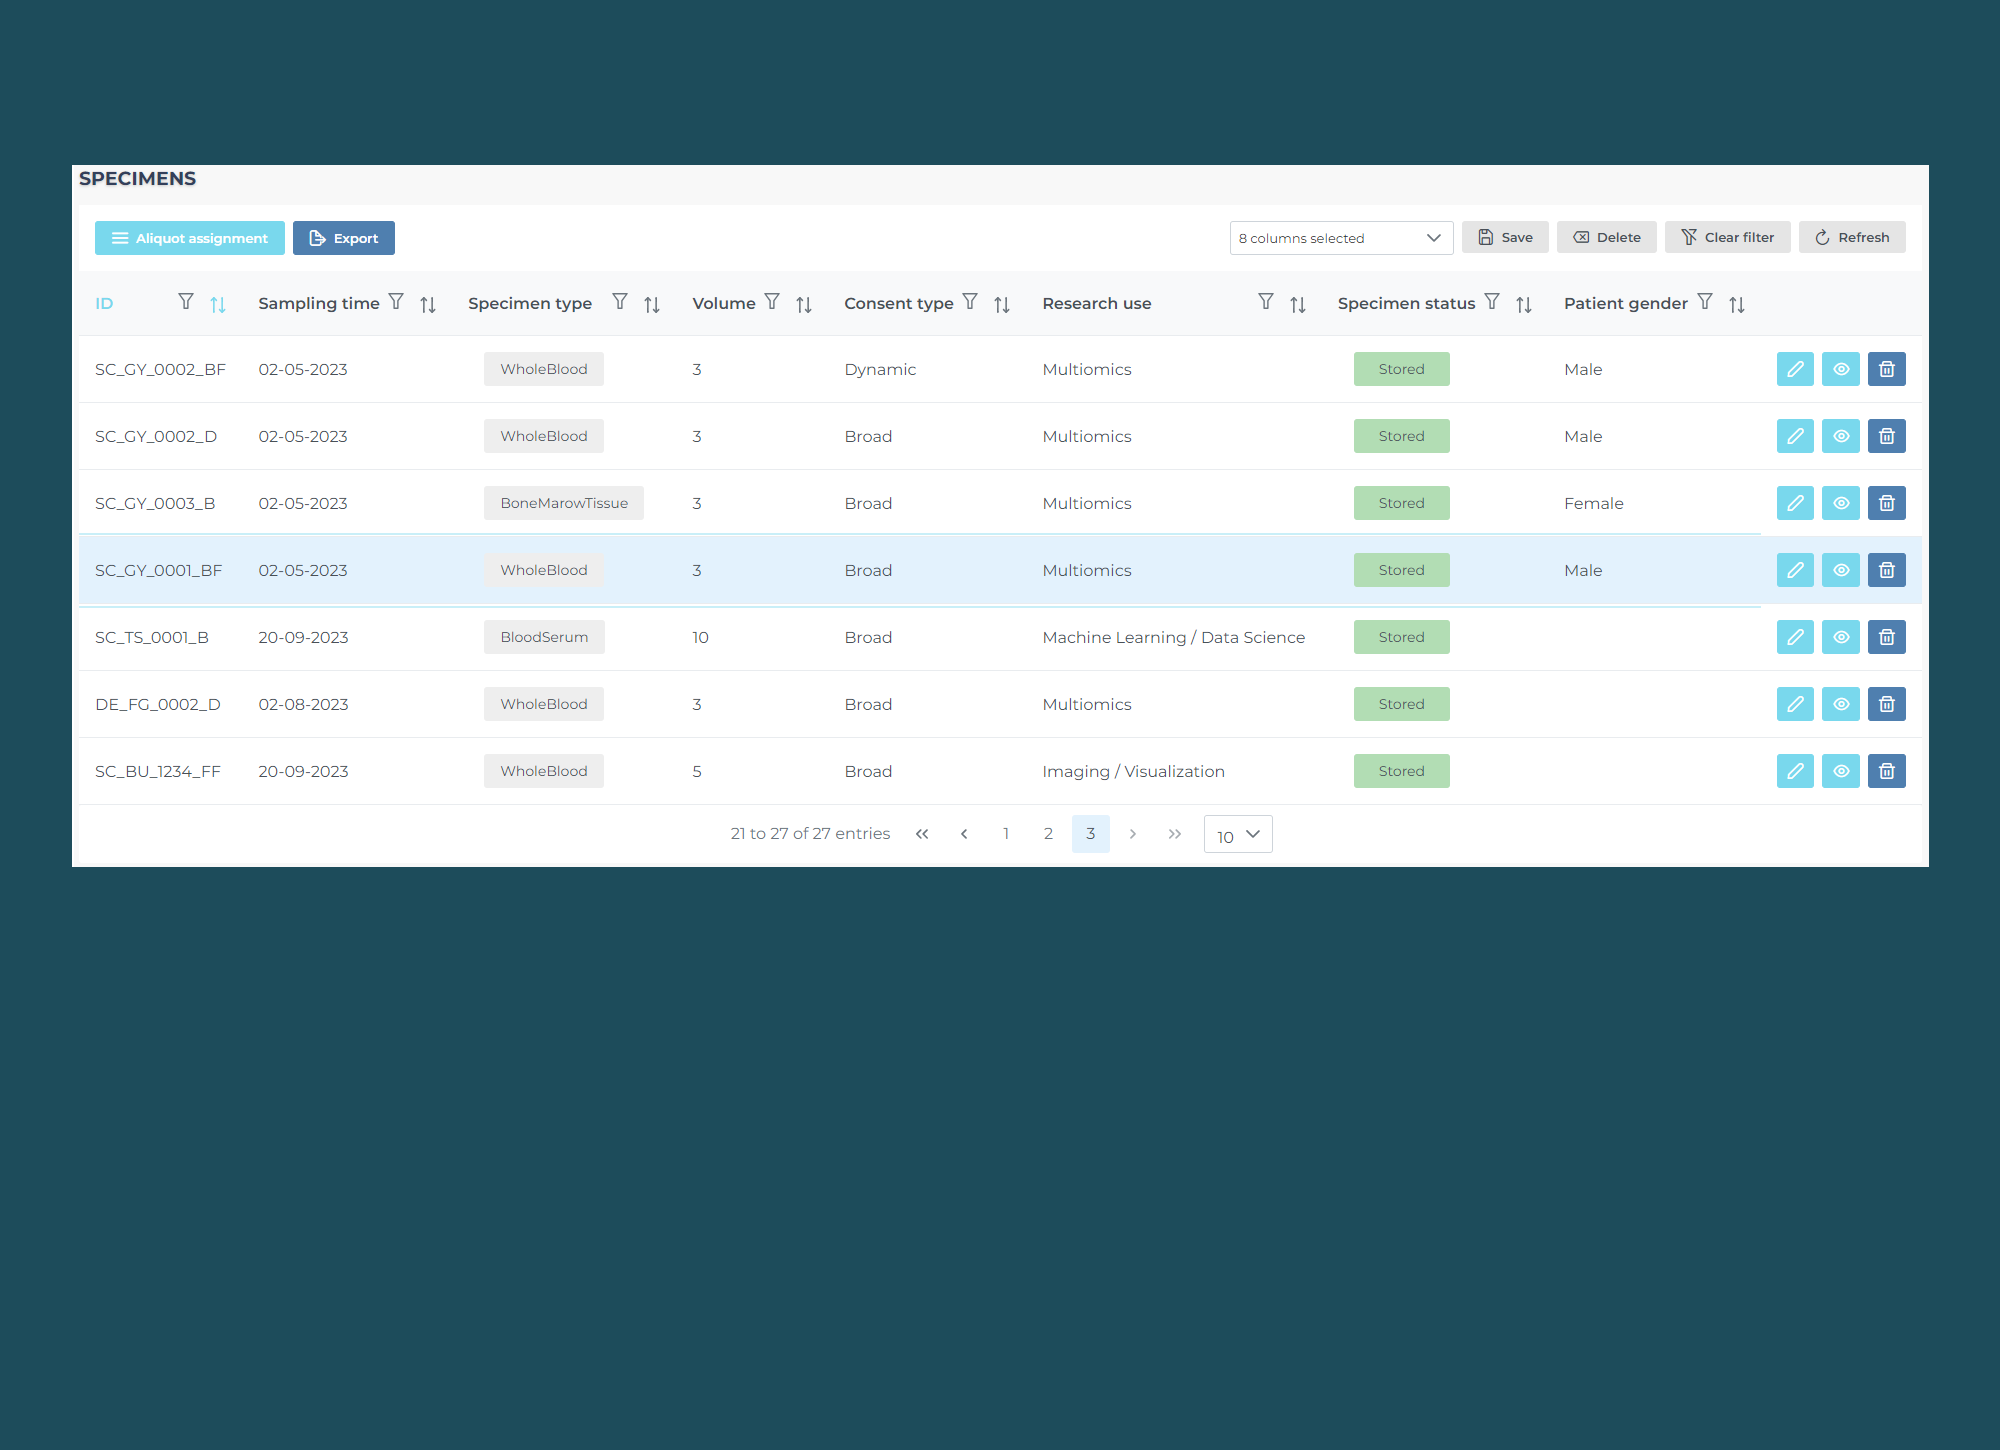 SPECIMENS
Aliquot assignment Export 8 columns selected Save Delete Clear filter Refresh
ID Sampling time Specimen type Volume Consent type Research use Specimen status Patient gender
SC_GY_0002_BF 02-05-2023 WholeBlood 3 Dynamic Multiomics Stored Male
SC_GY_0002_D 02-05-2023 WholeBlood 3 Broad Multiomics Stored Male
SC_GY_0003_B 02-05-2023 BoneMarowTissue 3 Broad Multiomics Stored Female
SC_GY_0001_BF 02-05-2023 WholeBlood 3 Broad Multiomics Stored Male
SC_TS_0001_B 20-09-2023 BloodSerum 10 Broad Machine Learning / Data Science Stored
DE_FG_0002_D 02-08-2023 WholeBlood 3 Broad Multiomics Stored
SC_BU_1234_FF 20-09-2023 WholeBlood 5 Broad Imaging / Visualization Stored
21 to 27 of 27 entries « ‹ 1 2 3 › » 10